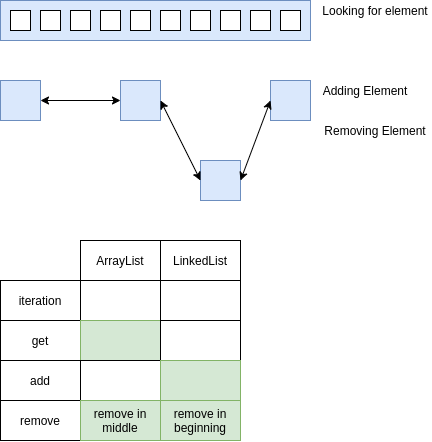 Looking for element
Adding Element
Removing Element
ArrayList LinkedList
iteration
get
add
remove remove in middle remove in beginning